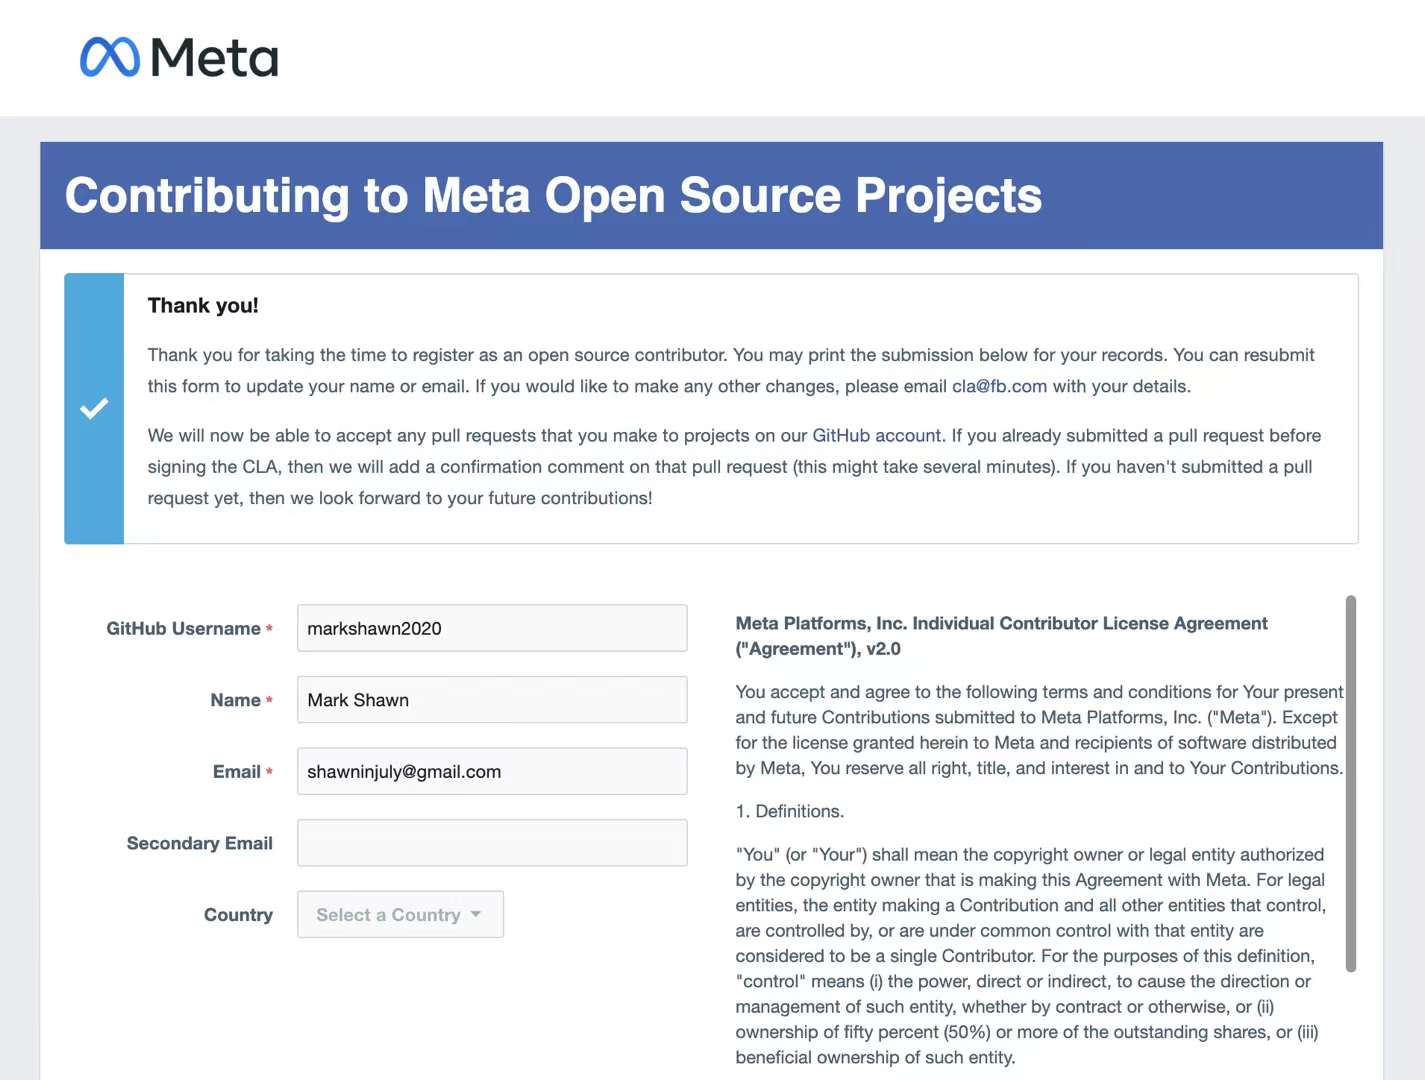 Meta
Contributing to Meta Open Source Projects
Thank you!
Thank you for taking the time to register as an open source contributor. You may print the submission below for your records. You can resubmit
this form to update your name or email. If you would like to make any other changes, please email cla@fb.com with your details.
We will now be able to accept any pull requests that you make to projects on our GitHub account. If you already submitted a pull request before
signing the CLA, then we will add a confirmation comment on that pull request (this might take several minutes). If you haven't submitted a pull
request yet, then we look forward to your future contributions!
GitHub Username * markshawn2020
Name * Mark Shawn
Email * shawninjuly@gmail.com
Secondary Email
Country Select a Country
Meta Platforms, Inc. Individual Contributor License Agreement
("Agreement"), v2.0
You accept and agree to the following terms and conditions for Your present
and future Contributions submitted to Meta Platforms, Inc. ("Meta"). Except
for the license granted herein to Meta and recipients of software distributed
by Meta, You reserve all right, title, and interest in and to Your Contributions.
1. Definitions.
"You" (or "Your") shall mean the copyright owner or legal entity authorized
by the copyright owner that is making this Agreement with Meta. For legal
entities, the entity making a Contribution and all other entities that control,
are controlled by, or are under common control with that entity are
considered to be a single Contributor. For the purposes of this definition,
"control" means (i) the power, direct or indirect, to cause the direction or
management of such entity, whether by contract or otherwise, or (ii)
ownership of fifty percent (50%) or more of the outstanding shares, or (iii)
beneficial ownership of such entity.